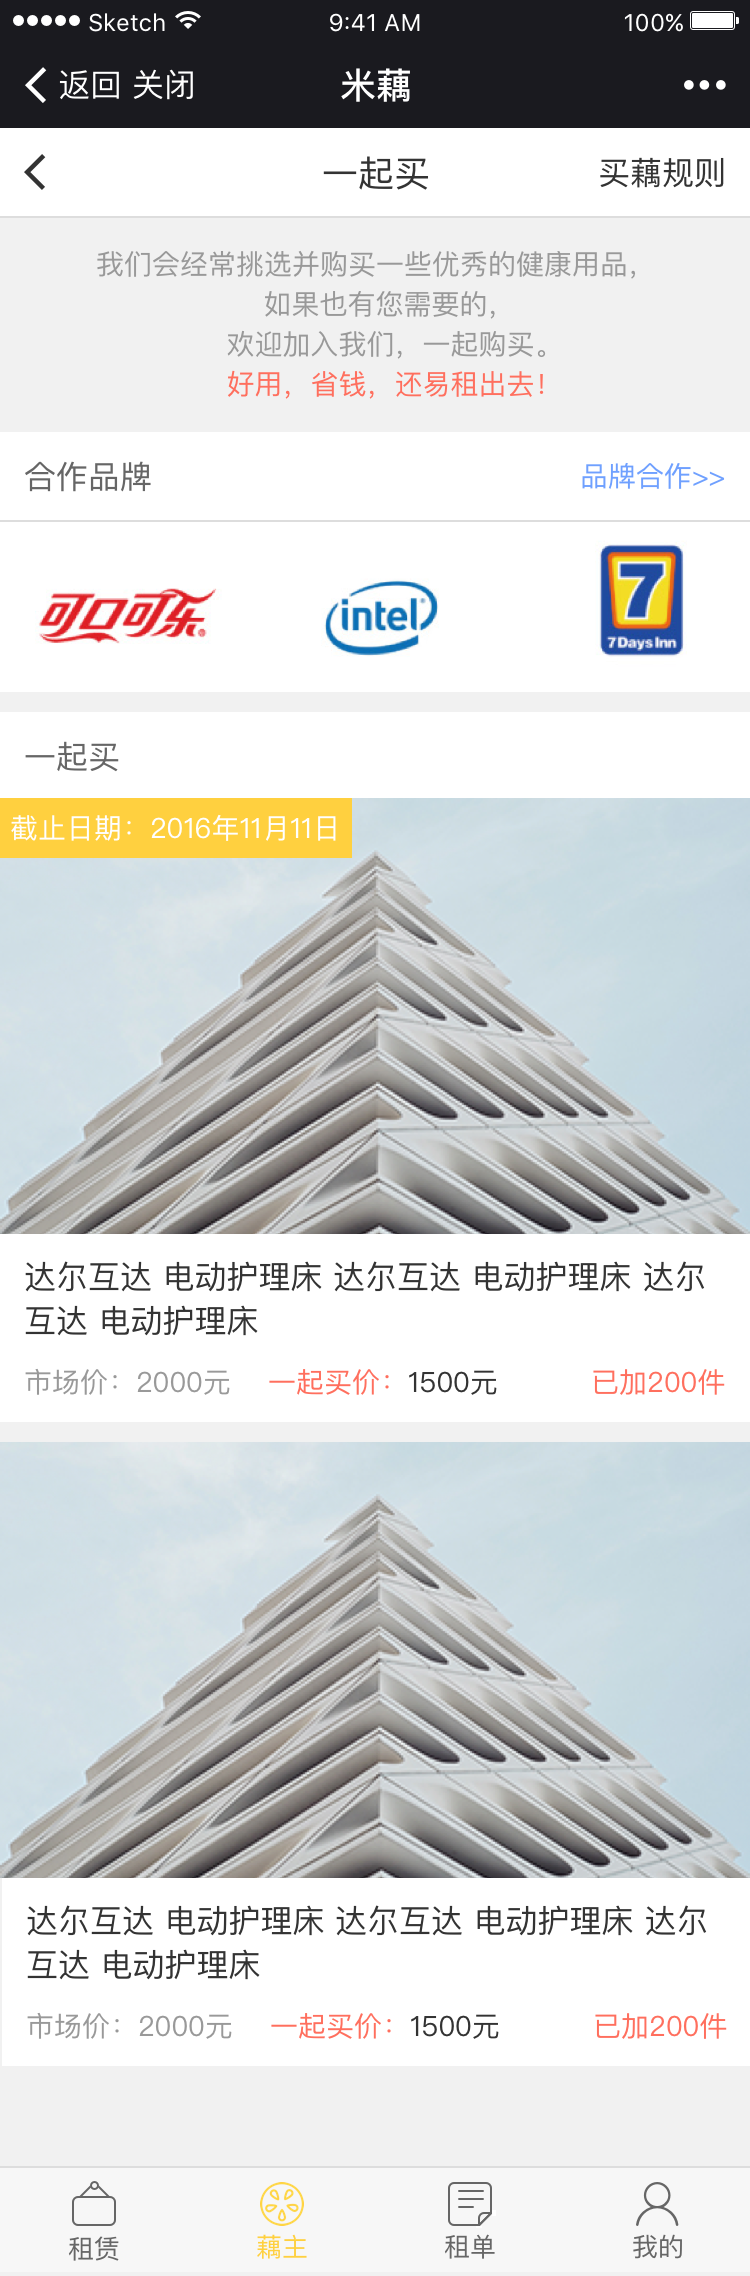 Sketch 9:41 AM 100%
返回 关闭 米藕
一起买 买藕规则
我们会经常挑选并购买一些优秀的健康用品，
如果也有您需要的，
欢迎加入我们，一起购买。
好用，省钱，还易租出去！
合作品牌 品牌合作>>
可口可乐 intel 7
7DaysInn
一起买
截止日期：2016年11月11日
达尔互达 电动护理床 达尔互达 电动护理床 达尔
互达 电动护理床
市场价：2000元 一起买价：1500元 已加200件
达尔互达 电动护理床 达尔互达 电动护理床 达尔
互达 电动护理床
市场价：2000元 一起买价：1500元 已加200件
租赁 藕主 租单 我的